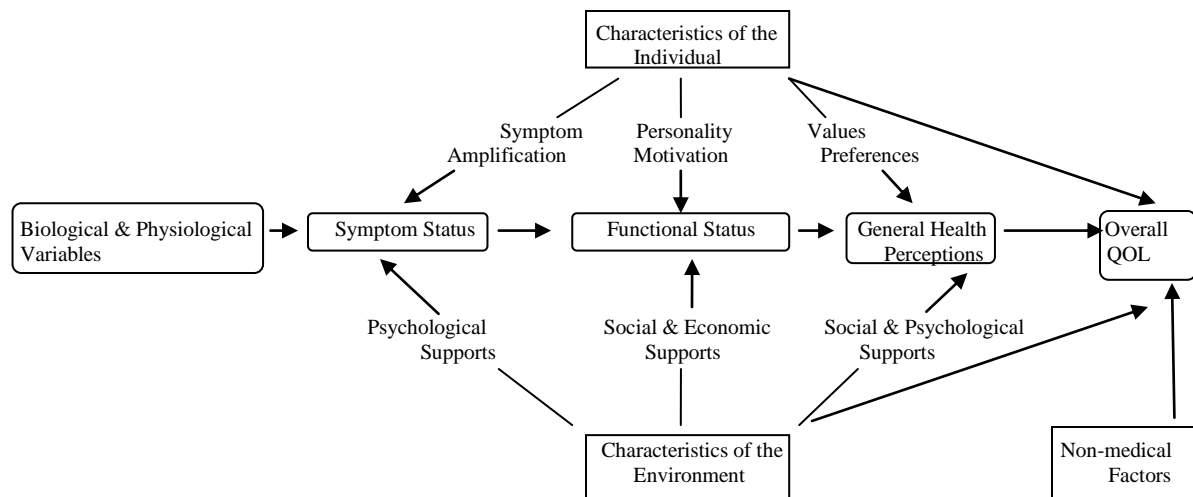 Characteristics of the
Individual
Symptom
Amplification
Personality
Motivation
Values
Preferences
Biological & Physiological
Variables
Symptom Status
Functional Status
General Health
Perceptions
Overall
QOL
Psychological
Supports
Social & Economic
Supports
Social & Psychological
Supports
Characteristics of the
Environment
Non-medical
Factors